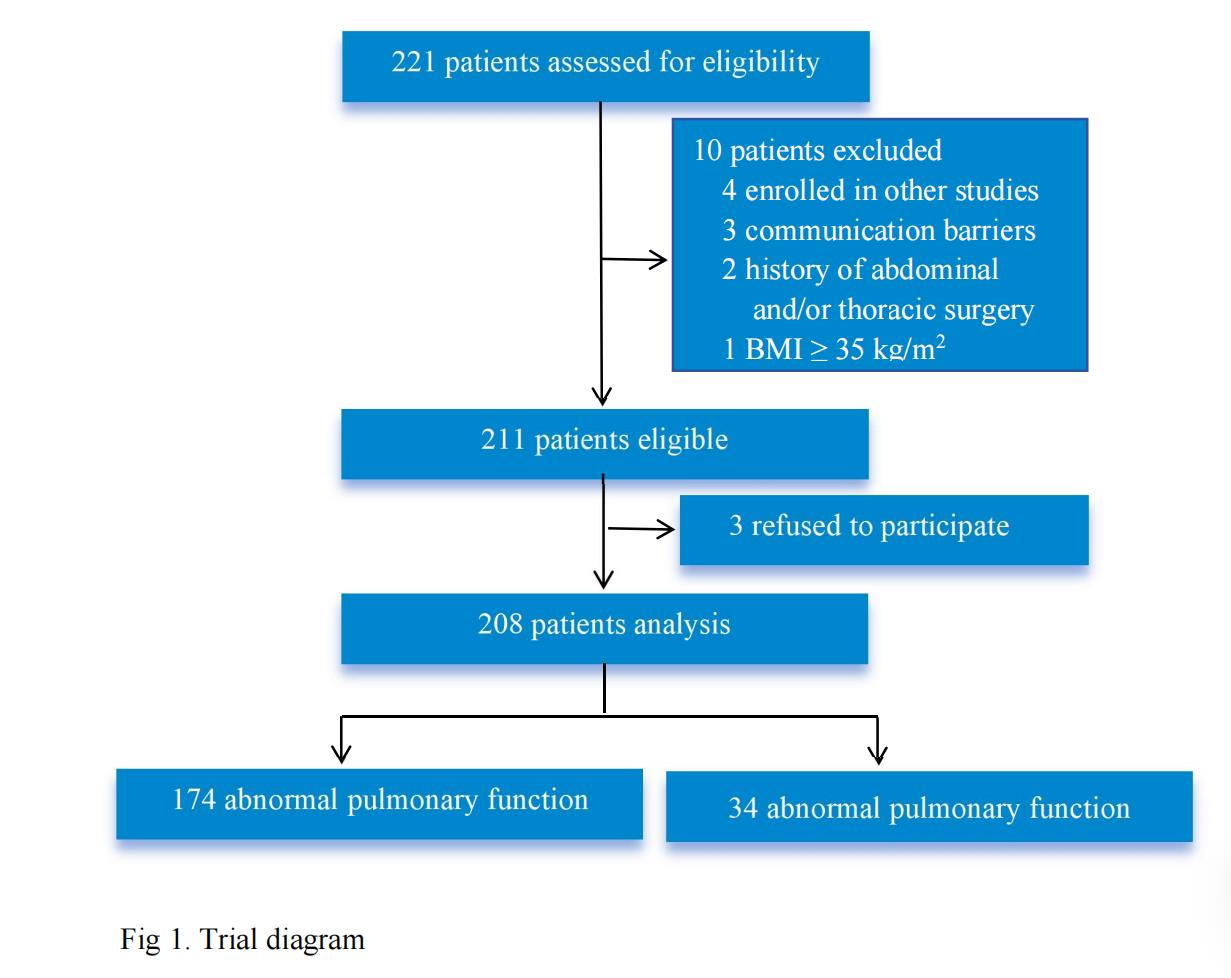 221 patients assessed for eligibility
10 patients excluded
4 enrolled in other studies
3 communication barriers
2 history of abdominal
and/or thoracic surgery
1 BMI ≥ 35 kg/m²
211 patients eligible
3 refused to participate
208 patients analysis
174 abnormal pulmonary function
34 abnormal pulmonary function
Fig 1. Trial diagram